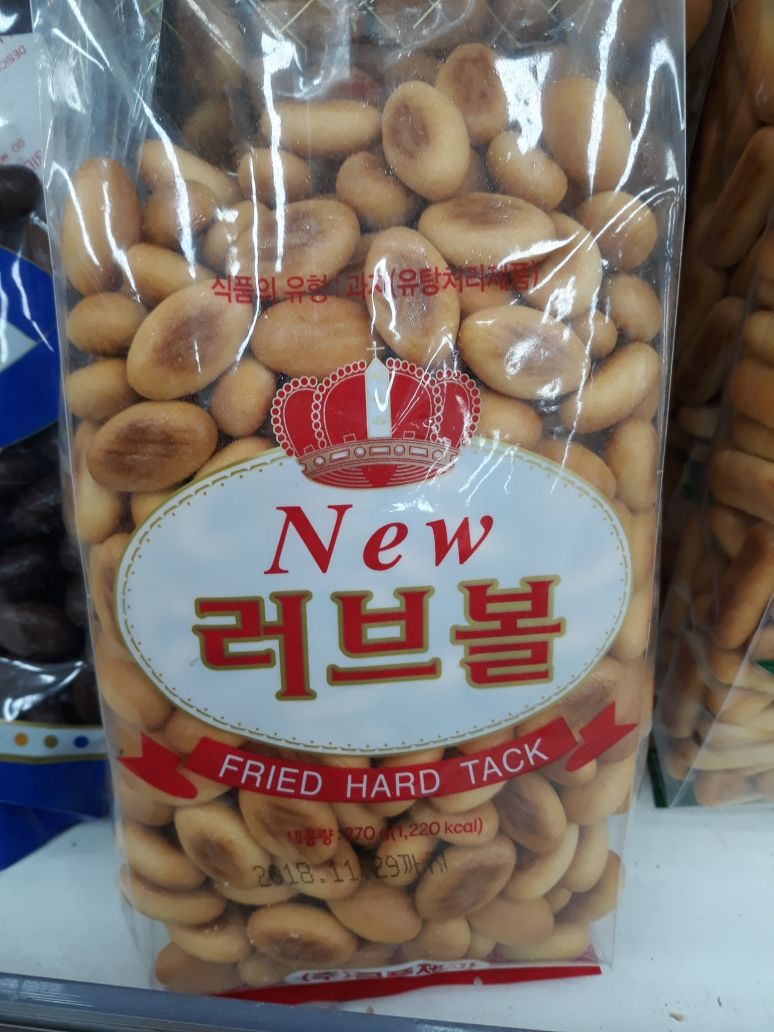 식품의 유형 : 과자(유탕처리제품)
New
러브볼
FRIED HARD TACK
내용량 : 270 g(1,220 kcal)
2018.11.29까지